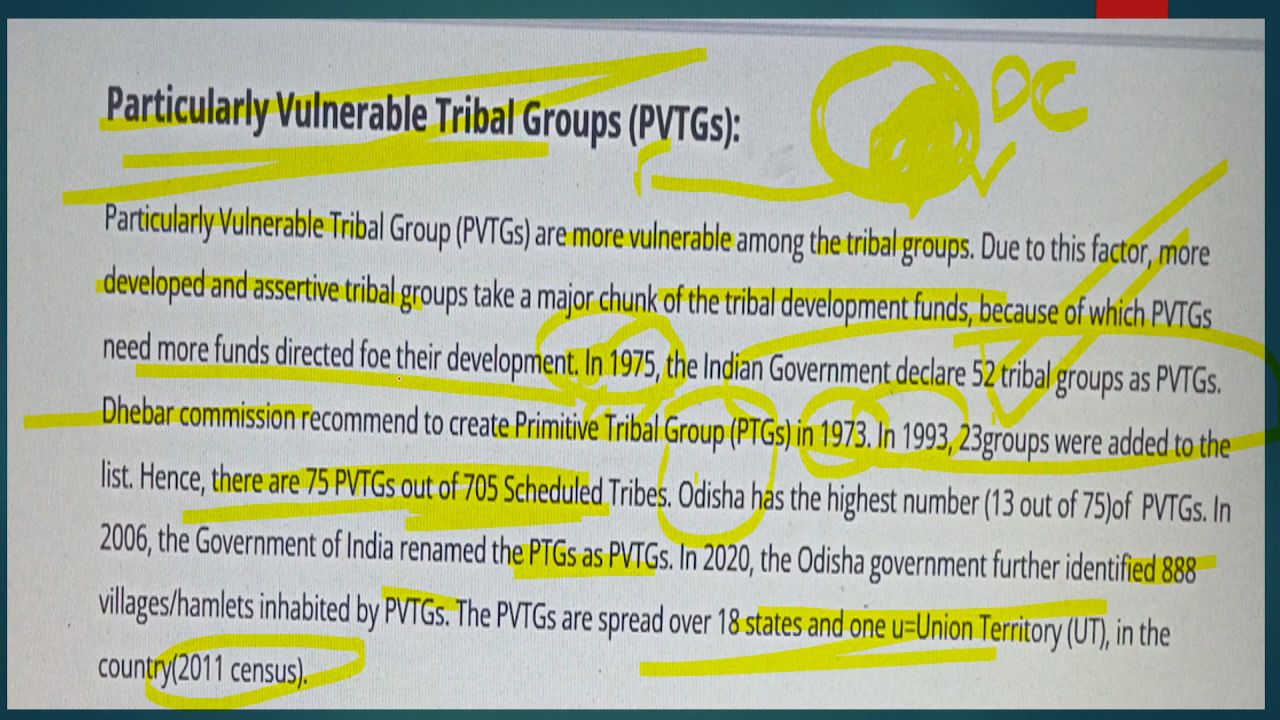 Particularly Vulnerable Tribal Groups (PVTGs):
DC
Particularly Vulnerable Tribal Group (PVTGs) are more vulnerable among the tribal groups. Due to this factor, more
developed and assertive tribal groups take a major chunk of the tribal development funds, because of which PVTGs
need more funds directed foe their development. In 1975, the Indian Government declare 52 tribal groups as PVTGs.
Dhebar commission recommend to create Primitive Tribal Group (PTGs) in 1973. In 1993, 23groups were added to the
list. Hence, there are 75 PVTGs out of 705 Scheduled Tribes. Odisha has the highest number (13 out of 75)of PVTGs. In
2006, the Government of India renamed the PTGs as PVTGs. In 2020, the Odisha government further identified 888
villages/hamlets inhabited by PVTGs. The PVTGs are spread over 18 states and one u=Union Territory (UT), in the
country(2011 census).